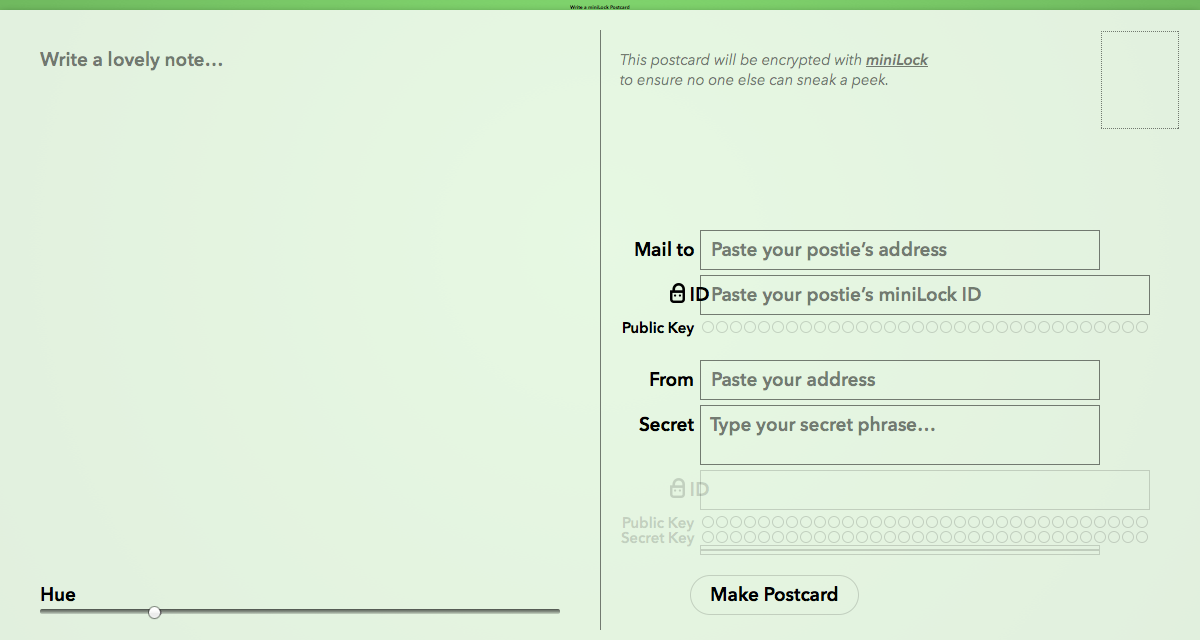 Write a miniLock Postcard
Write a lovely note…
This postcard will be encrypted with miniLock
to ensure no one else can sneak a peek.
Mail to
Paste your postie’s address
ID
Paste your postie’s miniLock ID
Public Key
From
Paste your address
Secret
Type your secret phrase…
ID
Public Key
Secret Key
Hue
Make Postcard